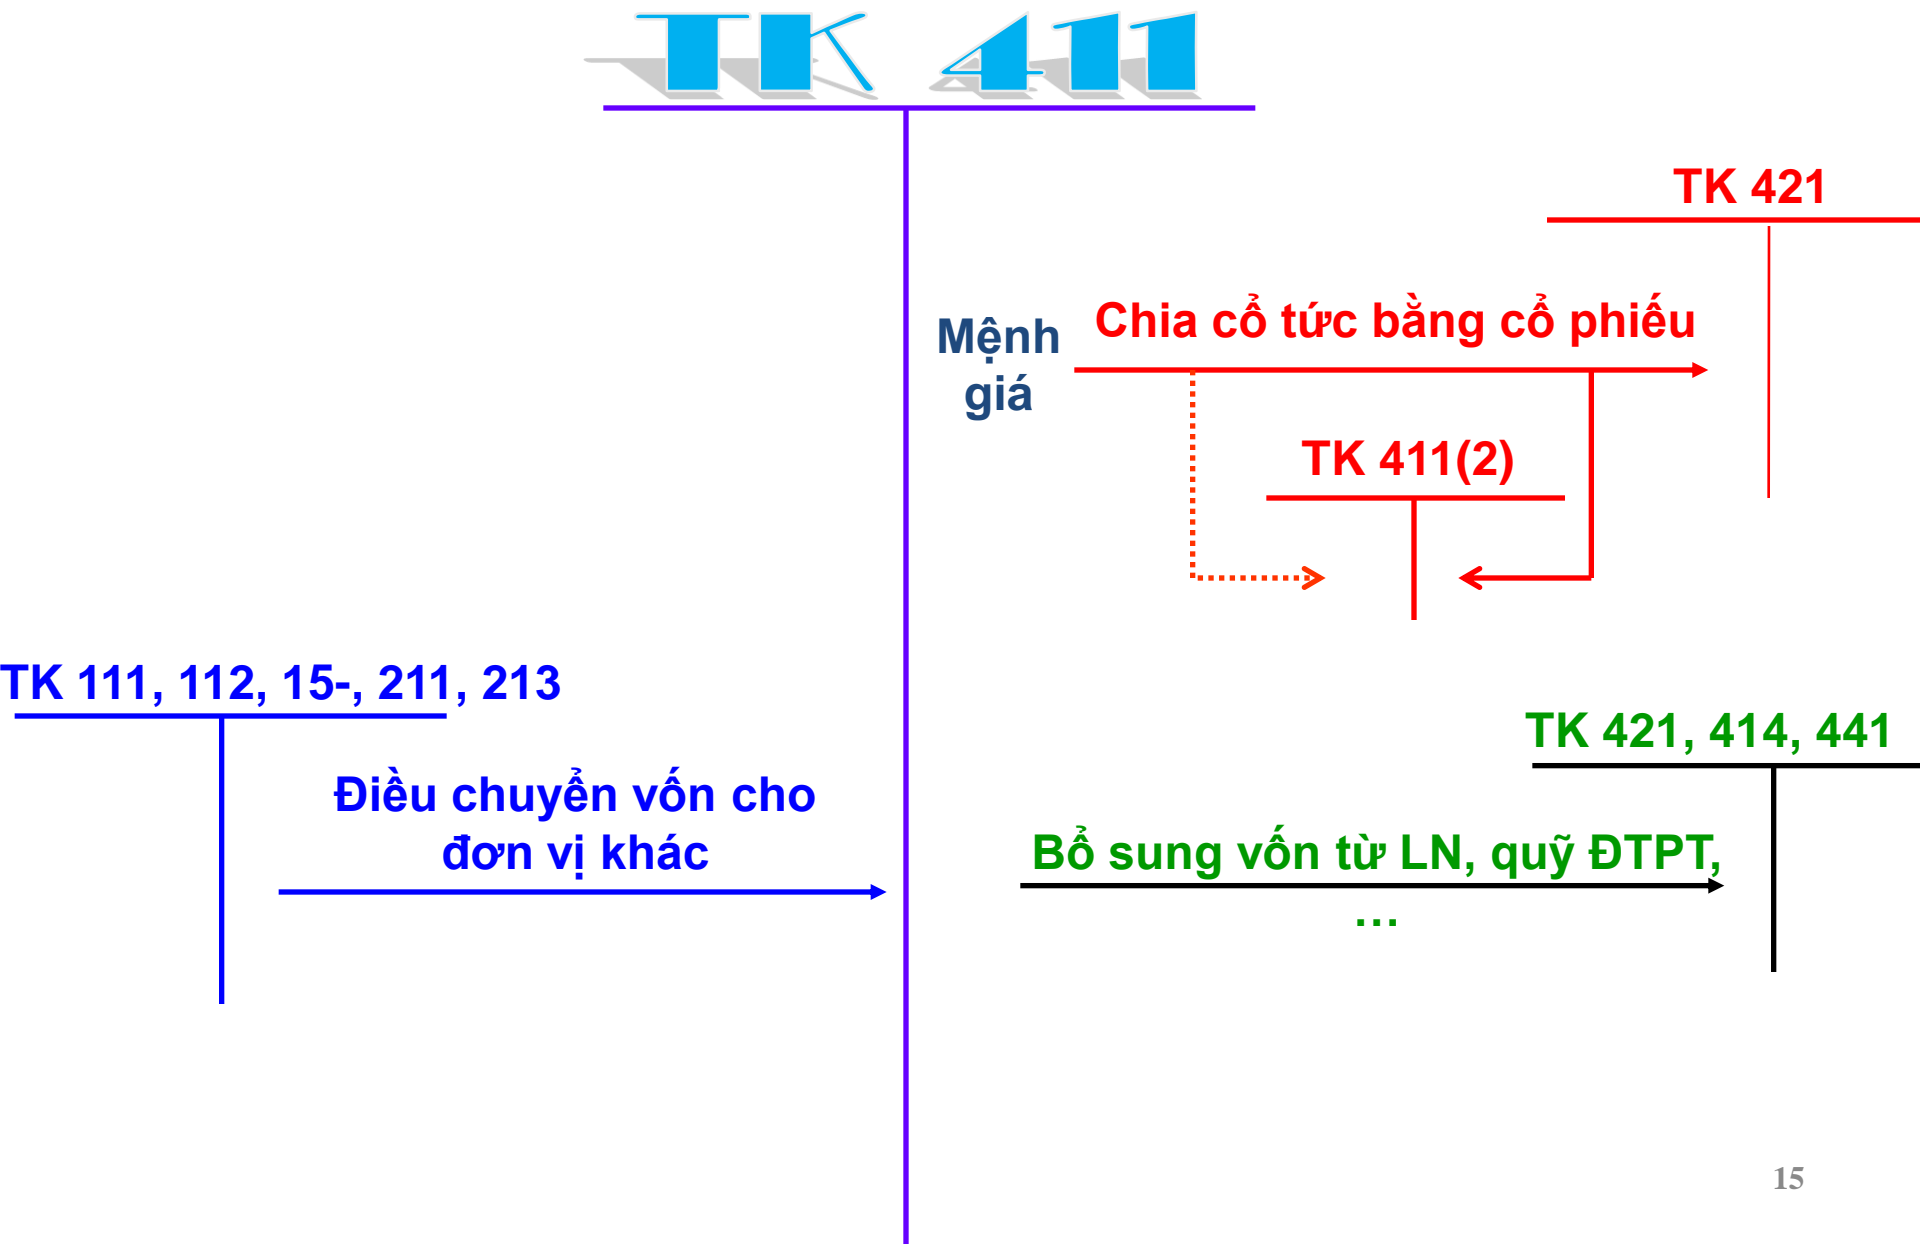 TK 411
TK 421
Chia cổ tức bằng cổ phiếu
Mệnh
giá
TK 411(2)
TK 111, 112, 15-, 211, 213
Điều chuyển vốn cho
đơn vị khác
TK 421, 414, 441
Bổ sung vốn từ LN, quỹ ĐTPT,
…
15